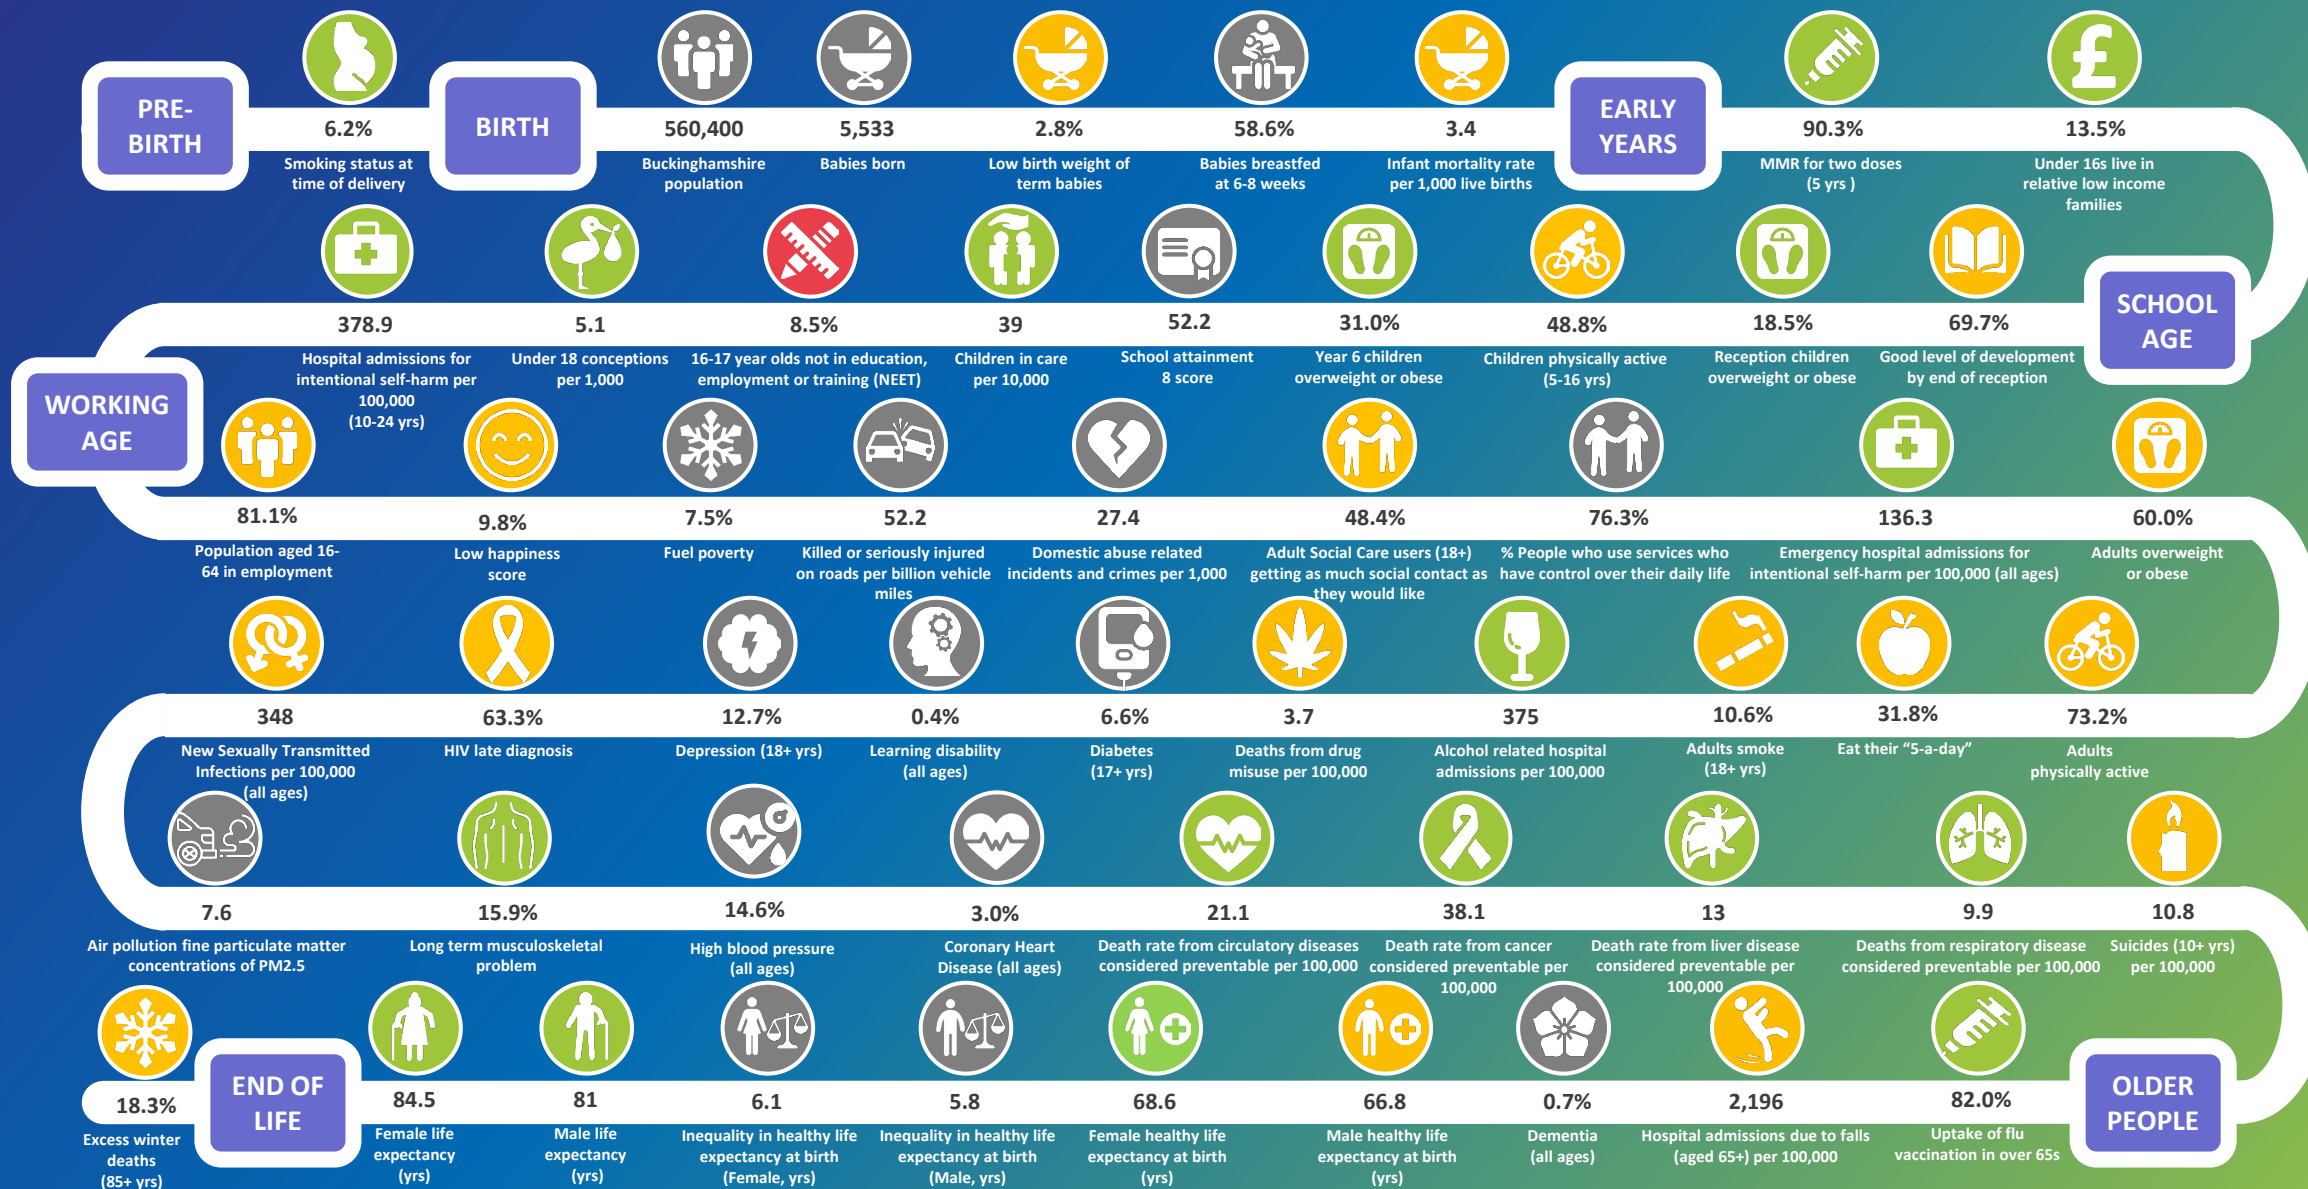 PRE-
BIRTH
6.2%
Smoking status at
time of delivery
BIRTH
560,400
Buckinghamshire
population
5,533
Babies born
2.8%
Low birth weight of
term babies
58.6%
Babies breastfed
at 6-8 weeks
3.4
Infant mortality rate
per 1,000 live births
EARLY
YEARS
90.3%
MMR for two doses
(5 yrs )
£
13.5%
Under 16s live in
relative low income
families
SCHOOL
AGE
69.7%
Good level of development
by end of reception
18.5%
Reception children
overweight or obese
48.8%
Children physically active
(5-16 yrs)
31.0%
Year 6 children
overweight or obese
52.2
School attainment
8 score
39
Children in care
per 10,000
8.5%
16-17 year olds not in education,
employment or training (NEET)
5.1
Under 18 conceptions
per 1,000
378.9
Hospital admissions for
intentional self-harm per
100,000
(10-24 yrs)
WORKING
AGE
81.1%
Population aged 16-
64 in employment
9.8%
Low happiness
score
7.5%
Fuel poverty
52.2
Killed or seriously injured
on roads per billion vehicle
miles
27.4
Domestic abuse related
incidents and crimes per 1,000
48.4%
Adult Social Care users (18+)
getting as much social contact as
they would like
76.3%
% People who use services who
have control over their daily life
136.3
Emergency hospital admissions for
intentional self-harm per 100,000 (all ages)
60.0%
Adults overweight
or obese
73.2%
Adults
physically active
31.8%
Eat their “5-a-day”
10.6%
Adults smoke
(18+ yrs)
375
Alcohol related hospital
admissions per 100,000
3.7
Deaths from drug
misuse per 100,000
6.6%
Diabetes
(17+ yrs)
0.4%
Learning disability
(all ages)
12.7%
Depression (18+ yrs)
63.3%
HIV late diagnosis
348
New Sexually Transmitted
Infections per 100,000
(all ages)
7.6
Air pollution fine particulate matter
concentrations of PM2.5
15.9%
Long term musculoskeletal
problem
14.6%
High blood pressure
(all ages)
3.0%
Coronary Heart
Disease (all ages)
21.1
Death rate from circulatory diseases
considered preventable per 100,000
38.1
Death rate from cancer
considered preventable per
100,000
13
Death rate from liver disease
considered preventable per
100,000
9.9
Deaths from respiratory disease
considered preventable per 100,000
10.8
Suicides (10+ yrs)
per 100,000
OLDER
PEOPLE
82.0%
Uptake of flu
vaccination in over 65s
2,196
Hospital admissions due to falls
(aged 65+) per 100,000
0.7%
Dementia
(all ages)
66.8
Male healthy life
expectancy at birth
(yrs)
68.6
Female healthy life
expectancy at birth
(yrs)
5.8
Inequality in healthy life
expectancy at birth
(Male, yrs)
6.1
Inequality in healthy life
expectancy at birth
(Female, yrs)
81
Male life
expectancy
(yrs)
84.5
Female life
expectancy
(yrs)
END OF
LIFE
18.3%
Excess winter
deaths
(85+ yrs)